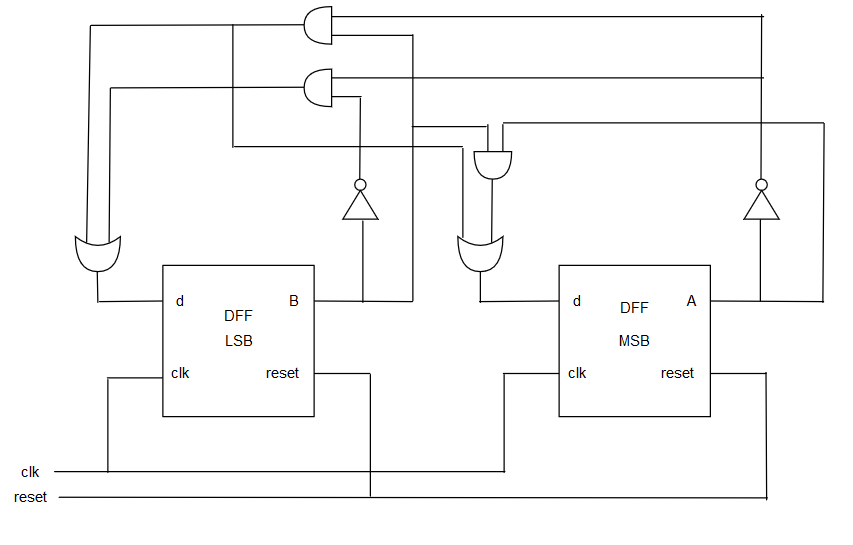 d
B
DFF
LSB
clk
reset
d
DFF
A
MSB
clk
reset
clk
reset